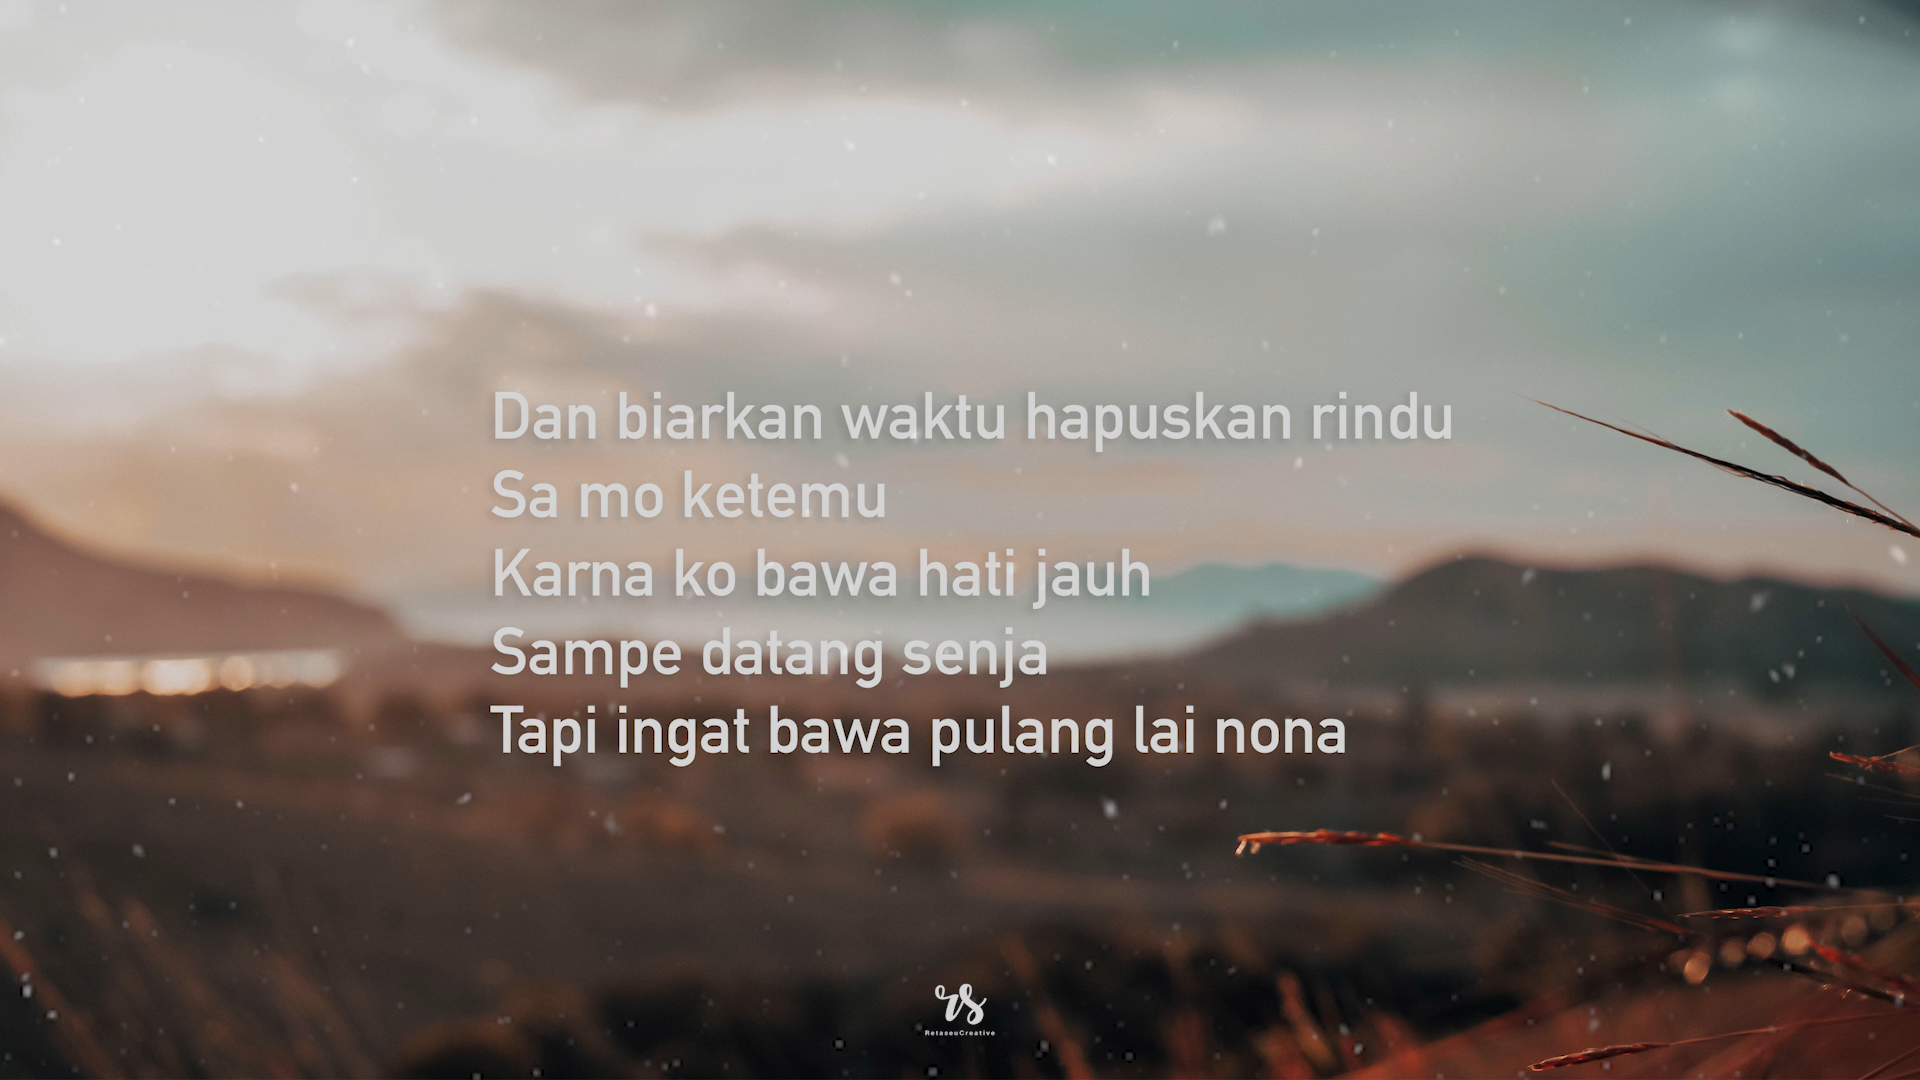 Dan biarkan waktu hapuskan rindu
Sa mo ketemu
Karna ko bawa hati jauh
Sampe datang senja
Tapi ingat bawa pulang lai nona
rs
RetaseuCreative